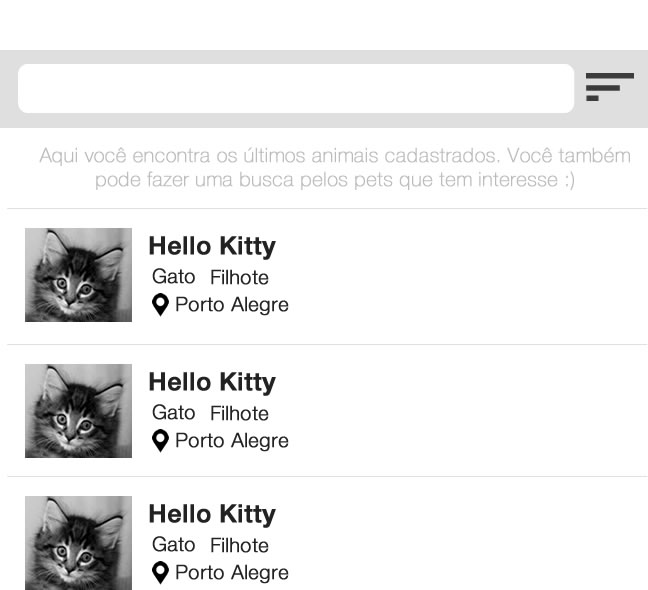 Aqui você encontra os últimos animais cadastrados. Você também
pode fazer uma busca pelos pets que tem interesse :)
Hello Kitty
Gato Filhote
Porto Alegre
Hello Kitty
Gato Filhote
Porto Alegre
Hello Kitty
Gato Filhote
Porto Alegre